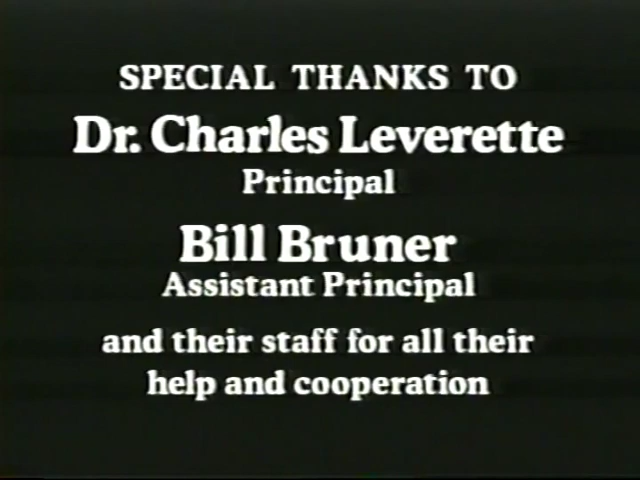 SPECIAL THANKS TO
Dr. Charles Leverette
Principal
Bill Bruner
Assistant Principal
and their staff for all their
help and cooperation